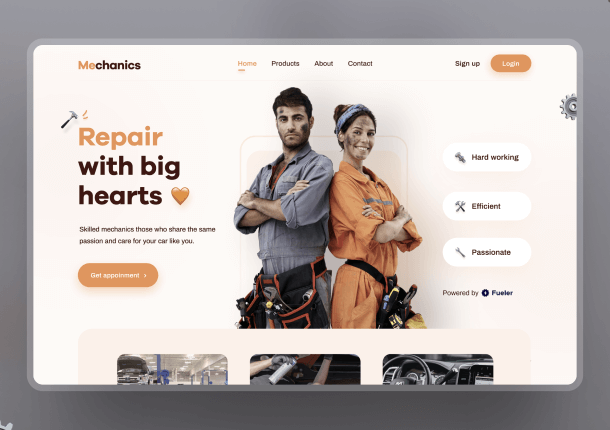 Mechanics
Home Products About Contact
Sign up Login
Repair
with big
hearts
Skilled mechanics those who share the same
passion and care for your car like you.
Get appoinment ›
Hard working
Efficient
Passionate
Powered by Fueler